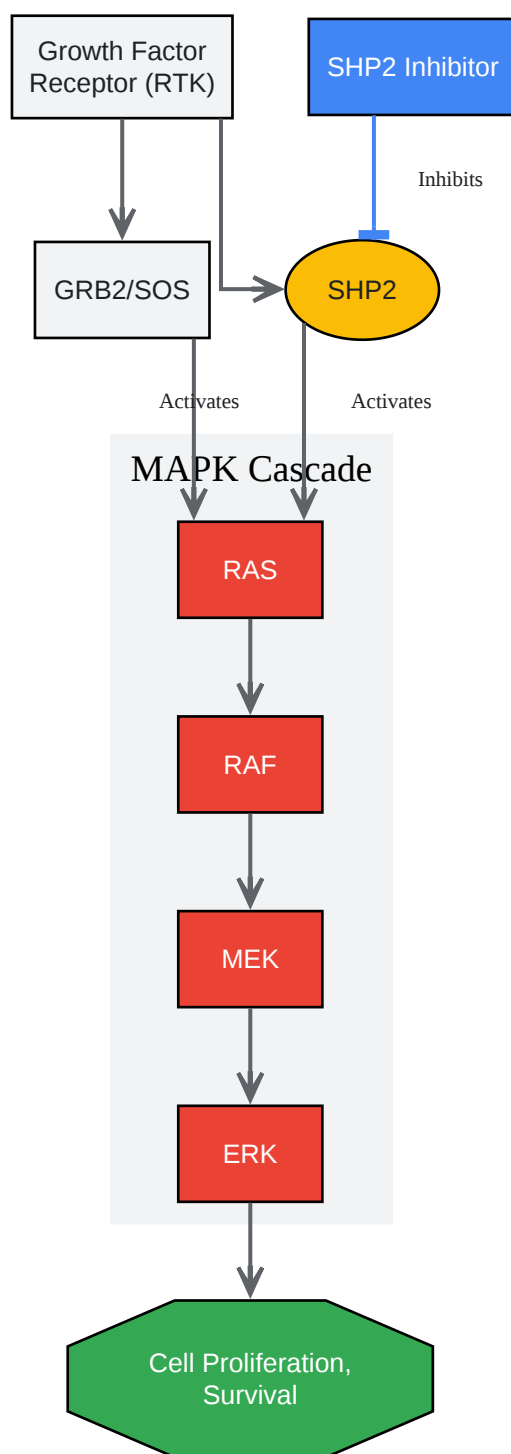 Growth Factor
Receptor (RTK)
SHP2 Inhibitor
Inhibits
GRB2/SOS
SHP2
Activates
Activates
MAPK Cascade
RAS
RAF
MEK
ERK
Cell Proliferation,
Survival